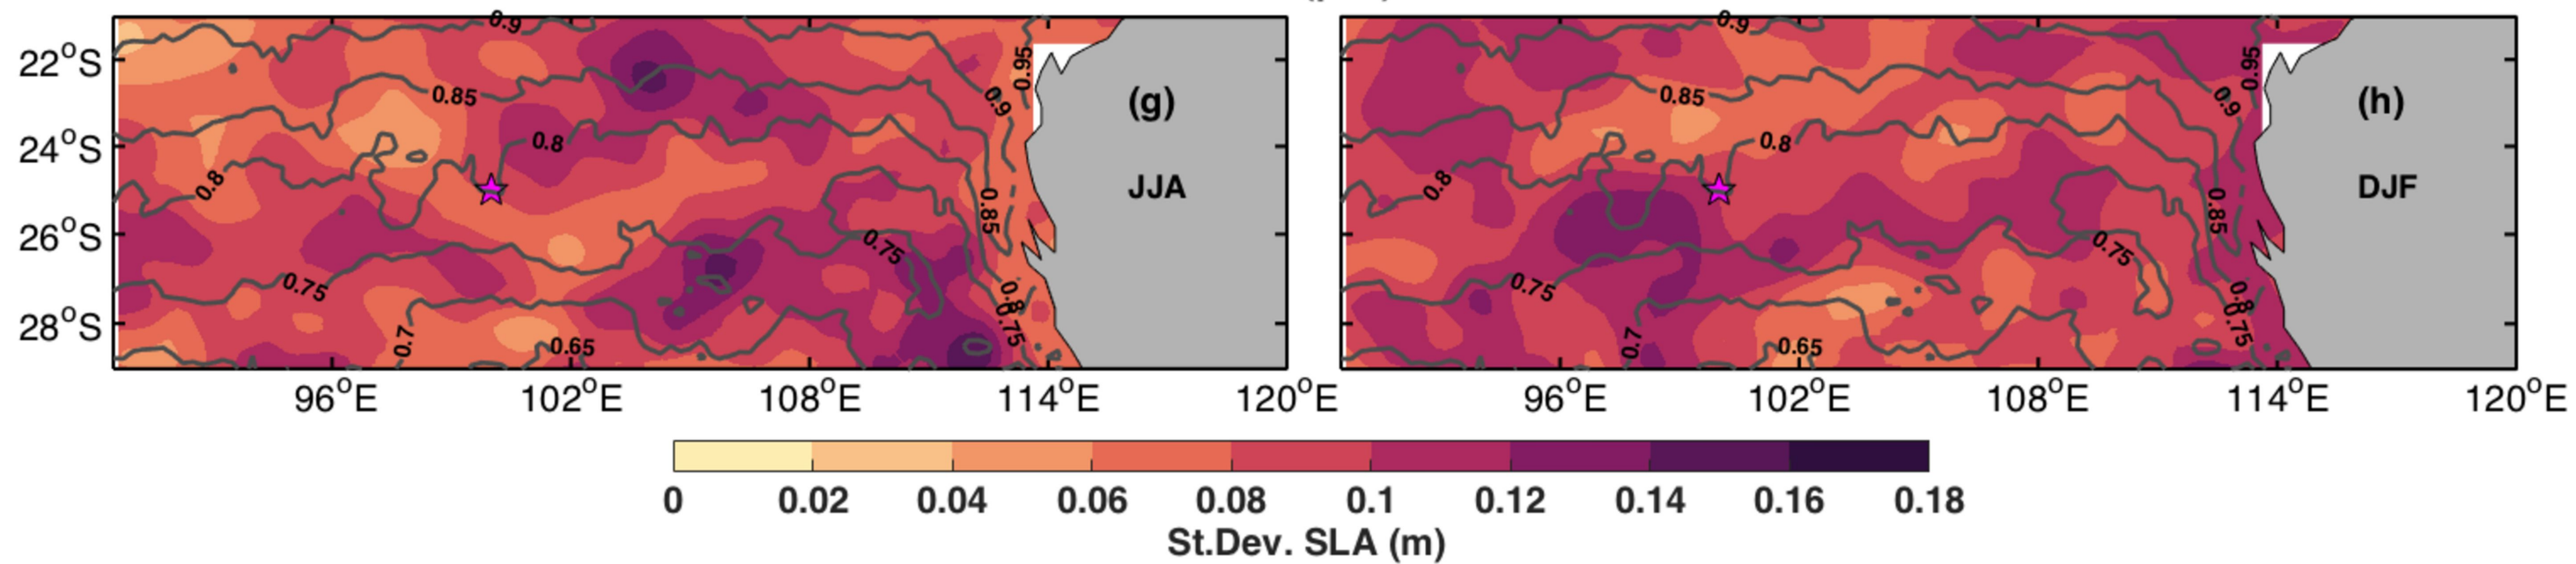 0.9 0.9
22°S 0.95 0.95
0.85 0.9 (g) 0.85 0.9 (h)
24°S 0.8 0.8
0.8 JJA 0.8 DJF
0.85 0.85
26°S 0.75 0.75
0.75 0.75
28°S 0.8 0.8
0.7 0.65 0.75 0.7 0.65 0.75
96°E 102°E 108°E 114°E 120°E 96°E 102°E 108°E 114°E 120°E
0 0.02 0.04 0.06 0.08 0.1 0.12 0.14 0.16 0.18
St.Dev. SLA (m)